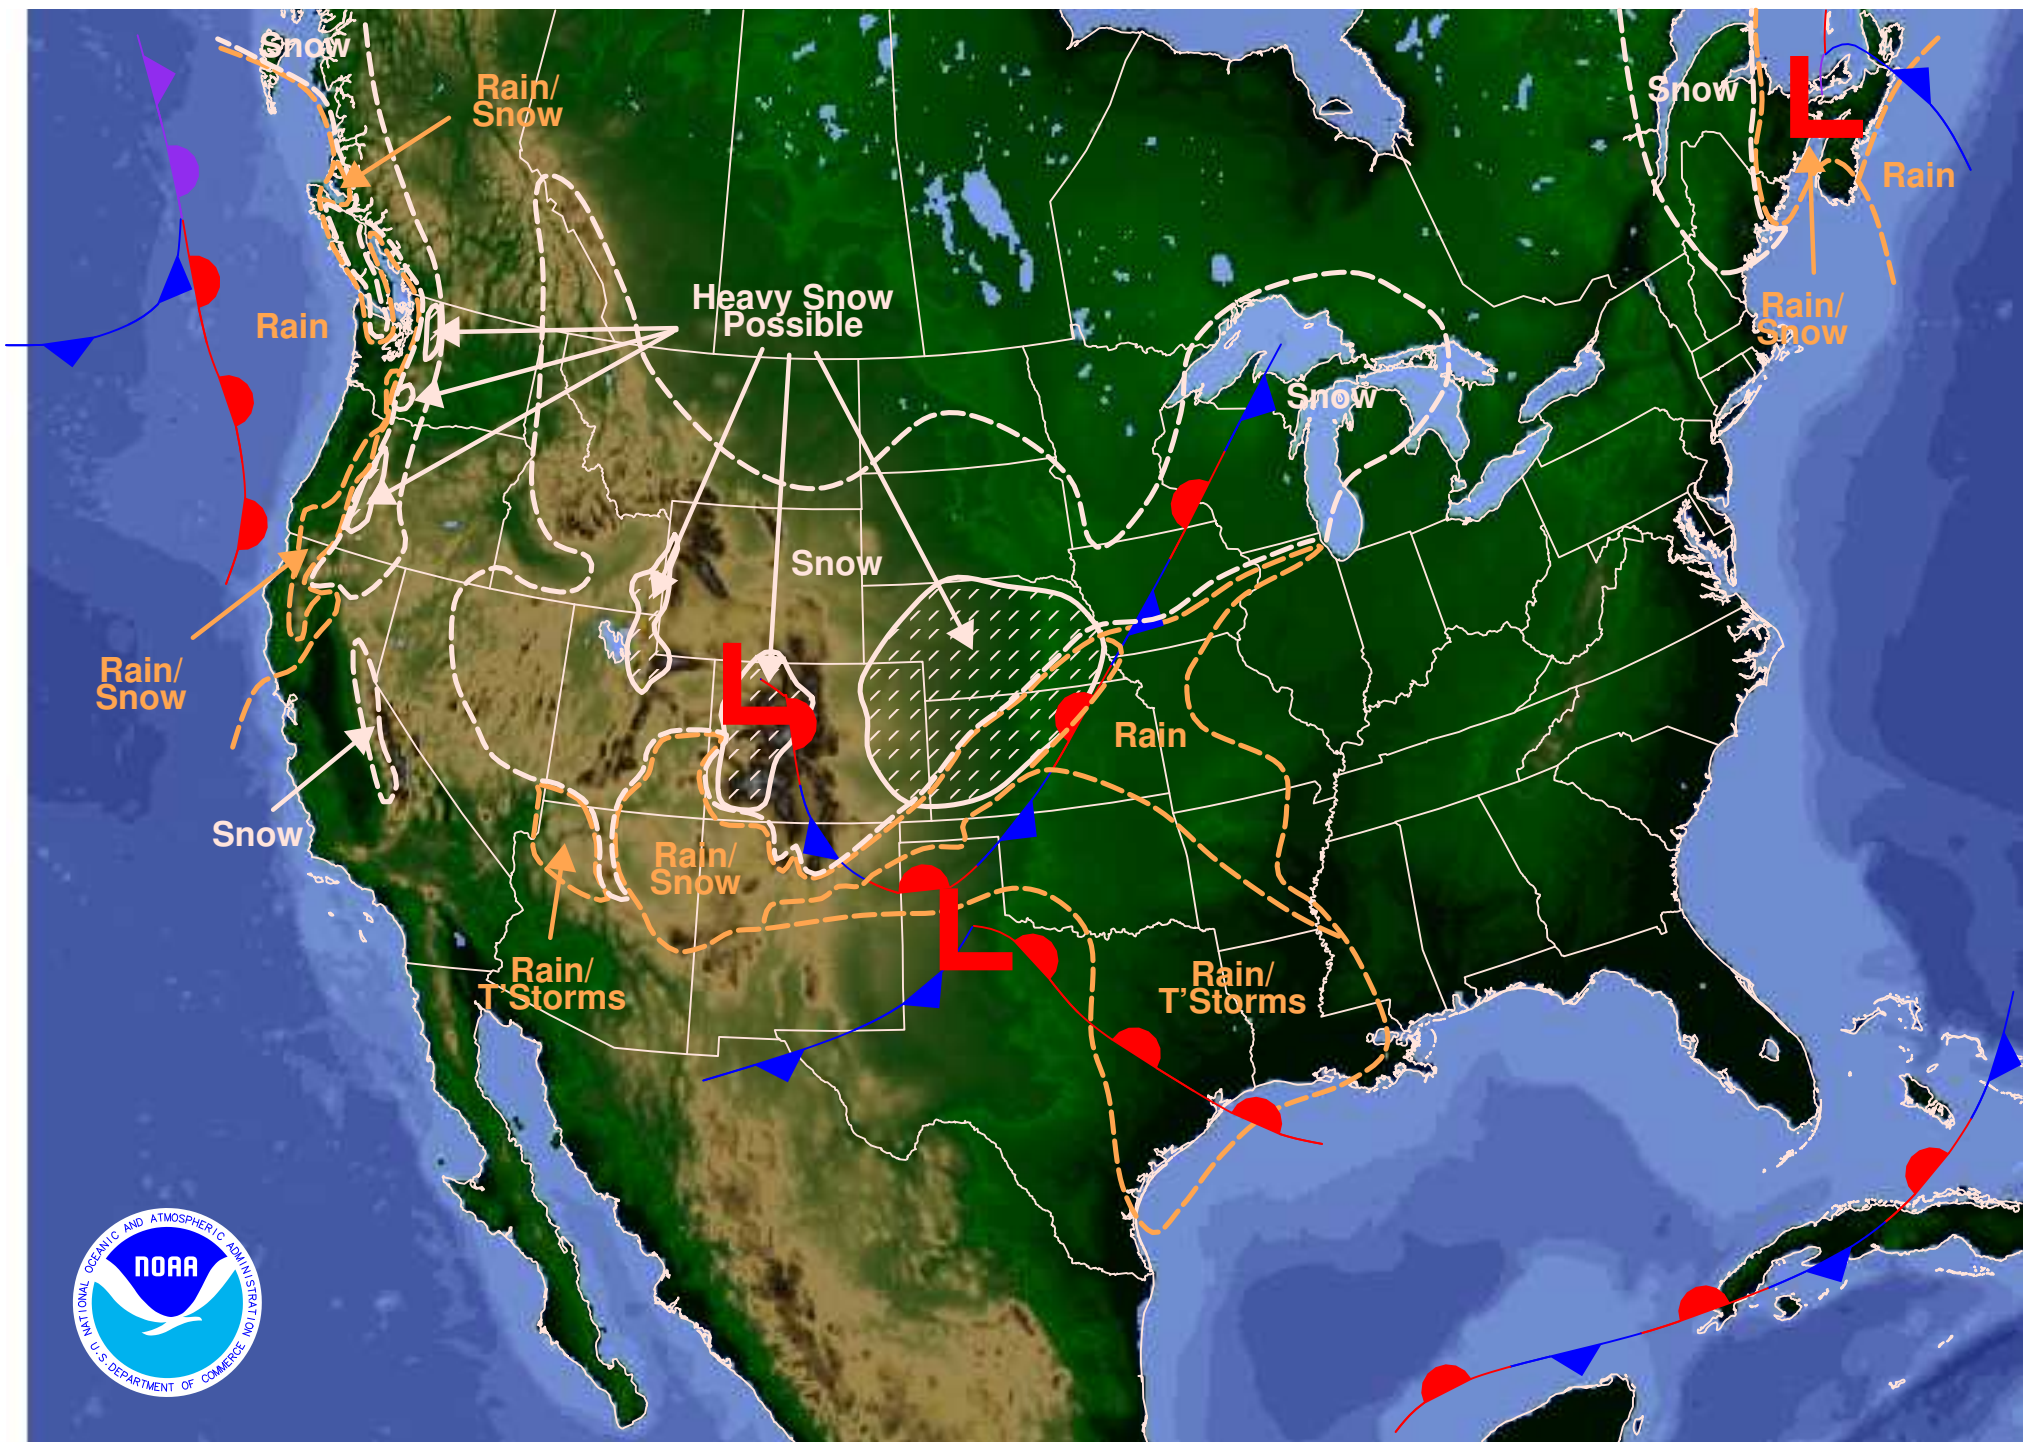 Snow
Rain/
Snow
Snow
Rain
Rain/
Snow
Heavy Snow
Possible
Rain
Snow
Snow
Rain/
Snow
Rain
Snow
Rain/
Snow
Rain/
T'Storms
Rain/
T'Storms
NATIONAL OCEANIC AND ATMOSPHERIC ADMINISTRATION
NOAA
U.S. DEPARTMENT OF COMMERCE
L
L
L